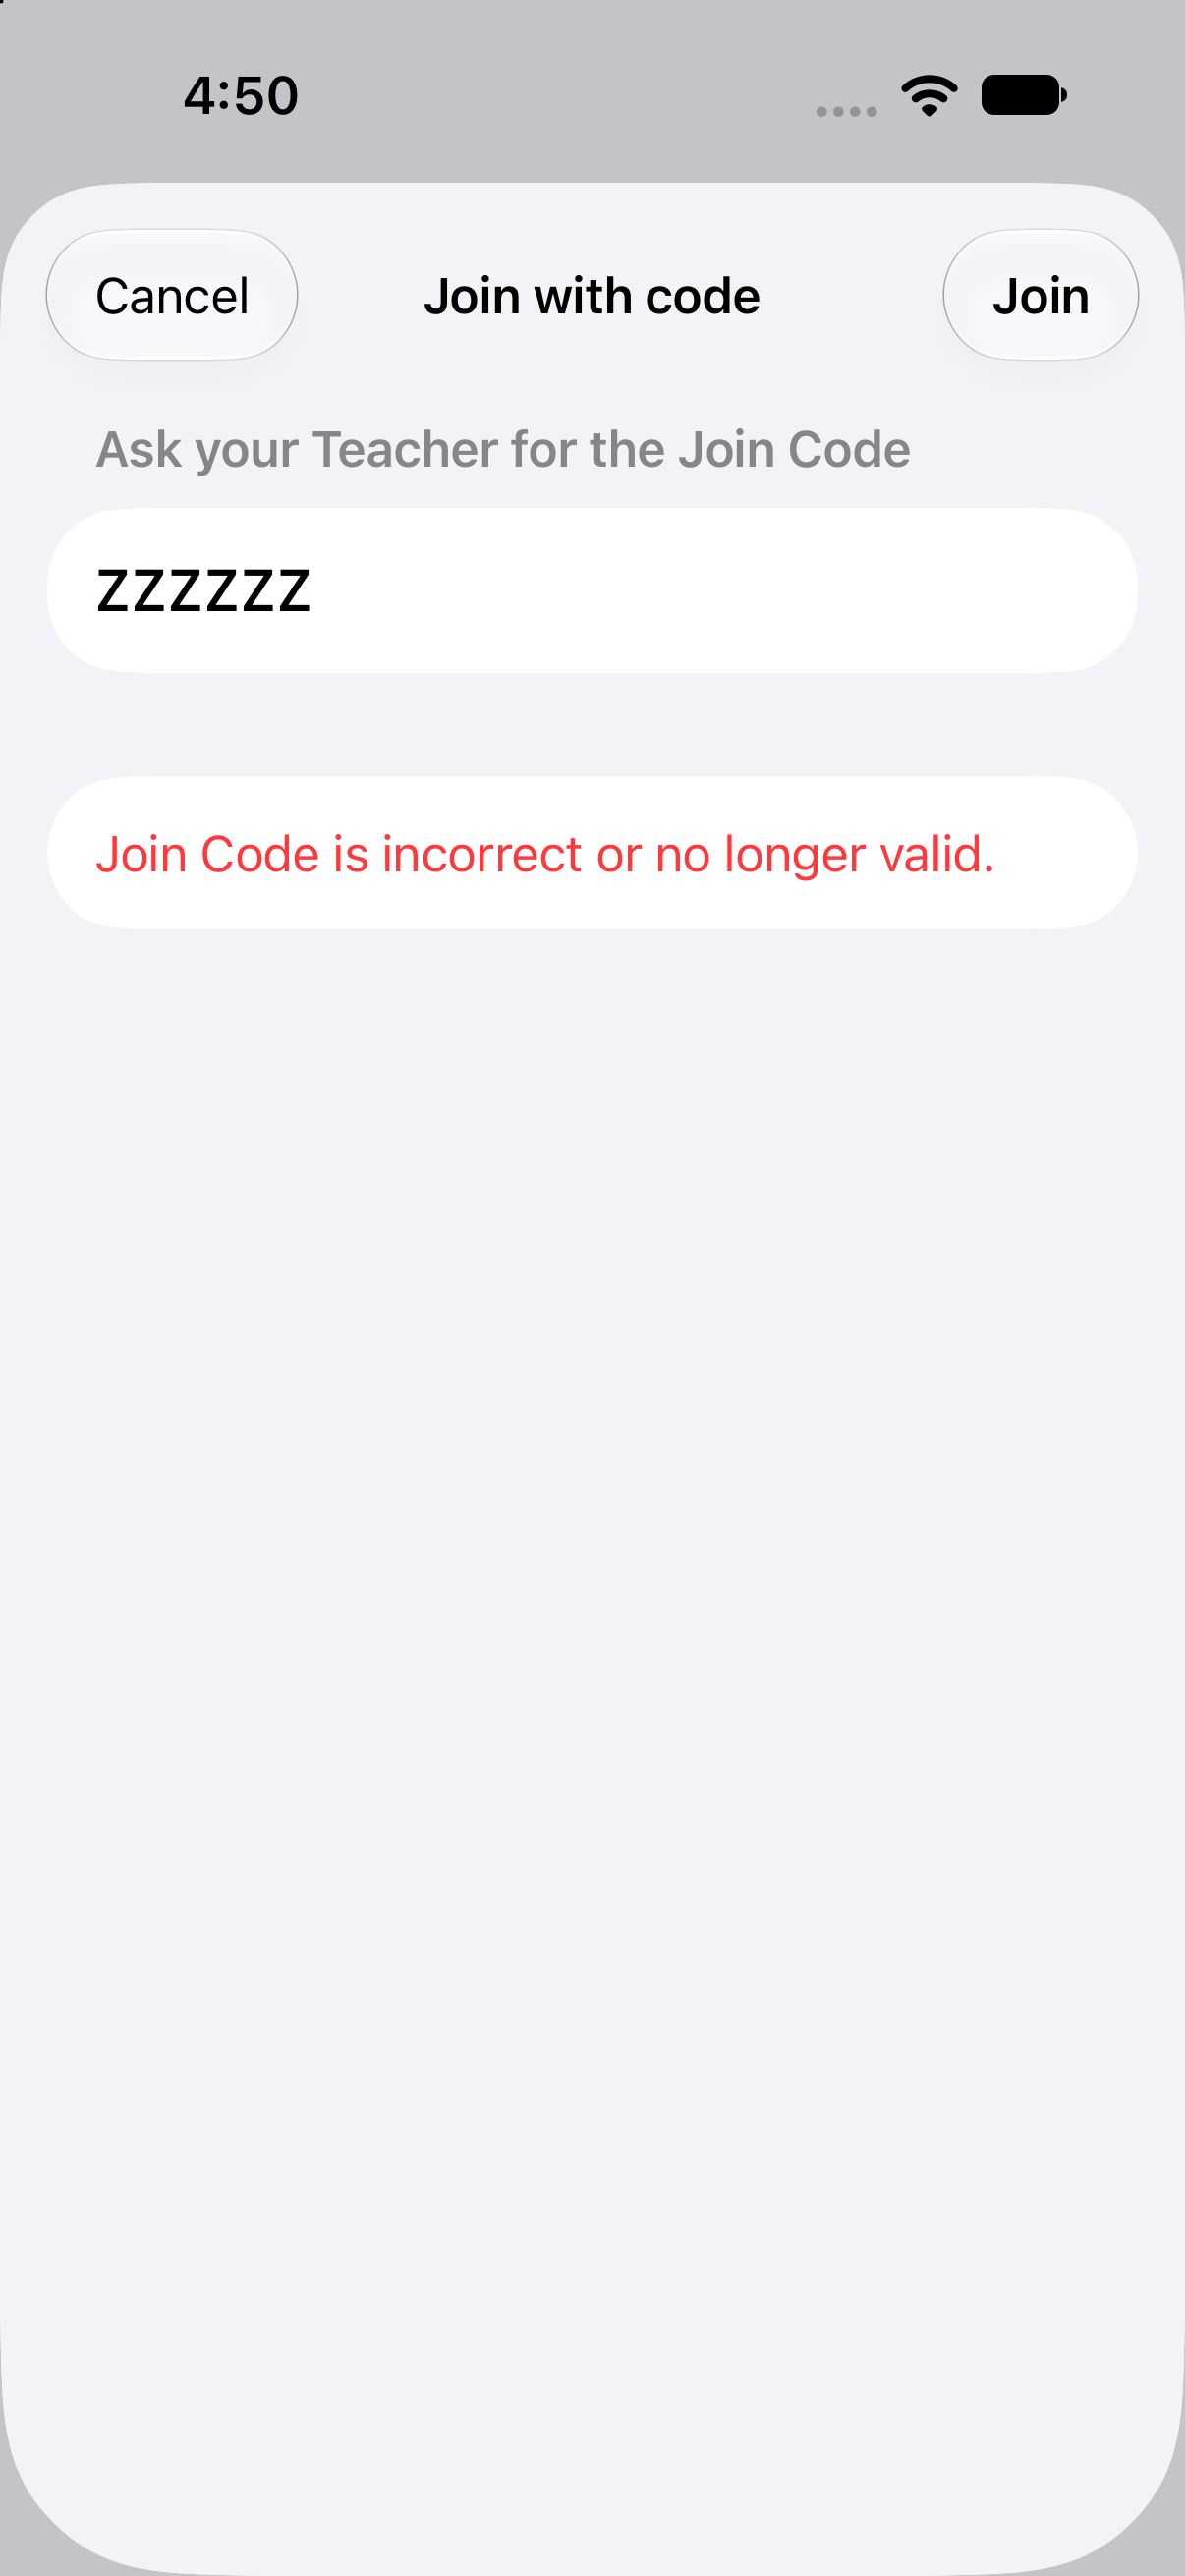 4:50
Cancel
Join with code
Join
Ask your Teacher for the Join Code
ZZZZZZ
Join Code is incorrect or no longer valid.